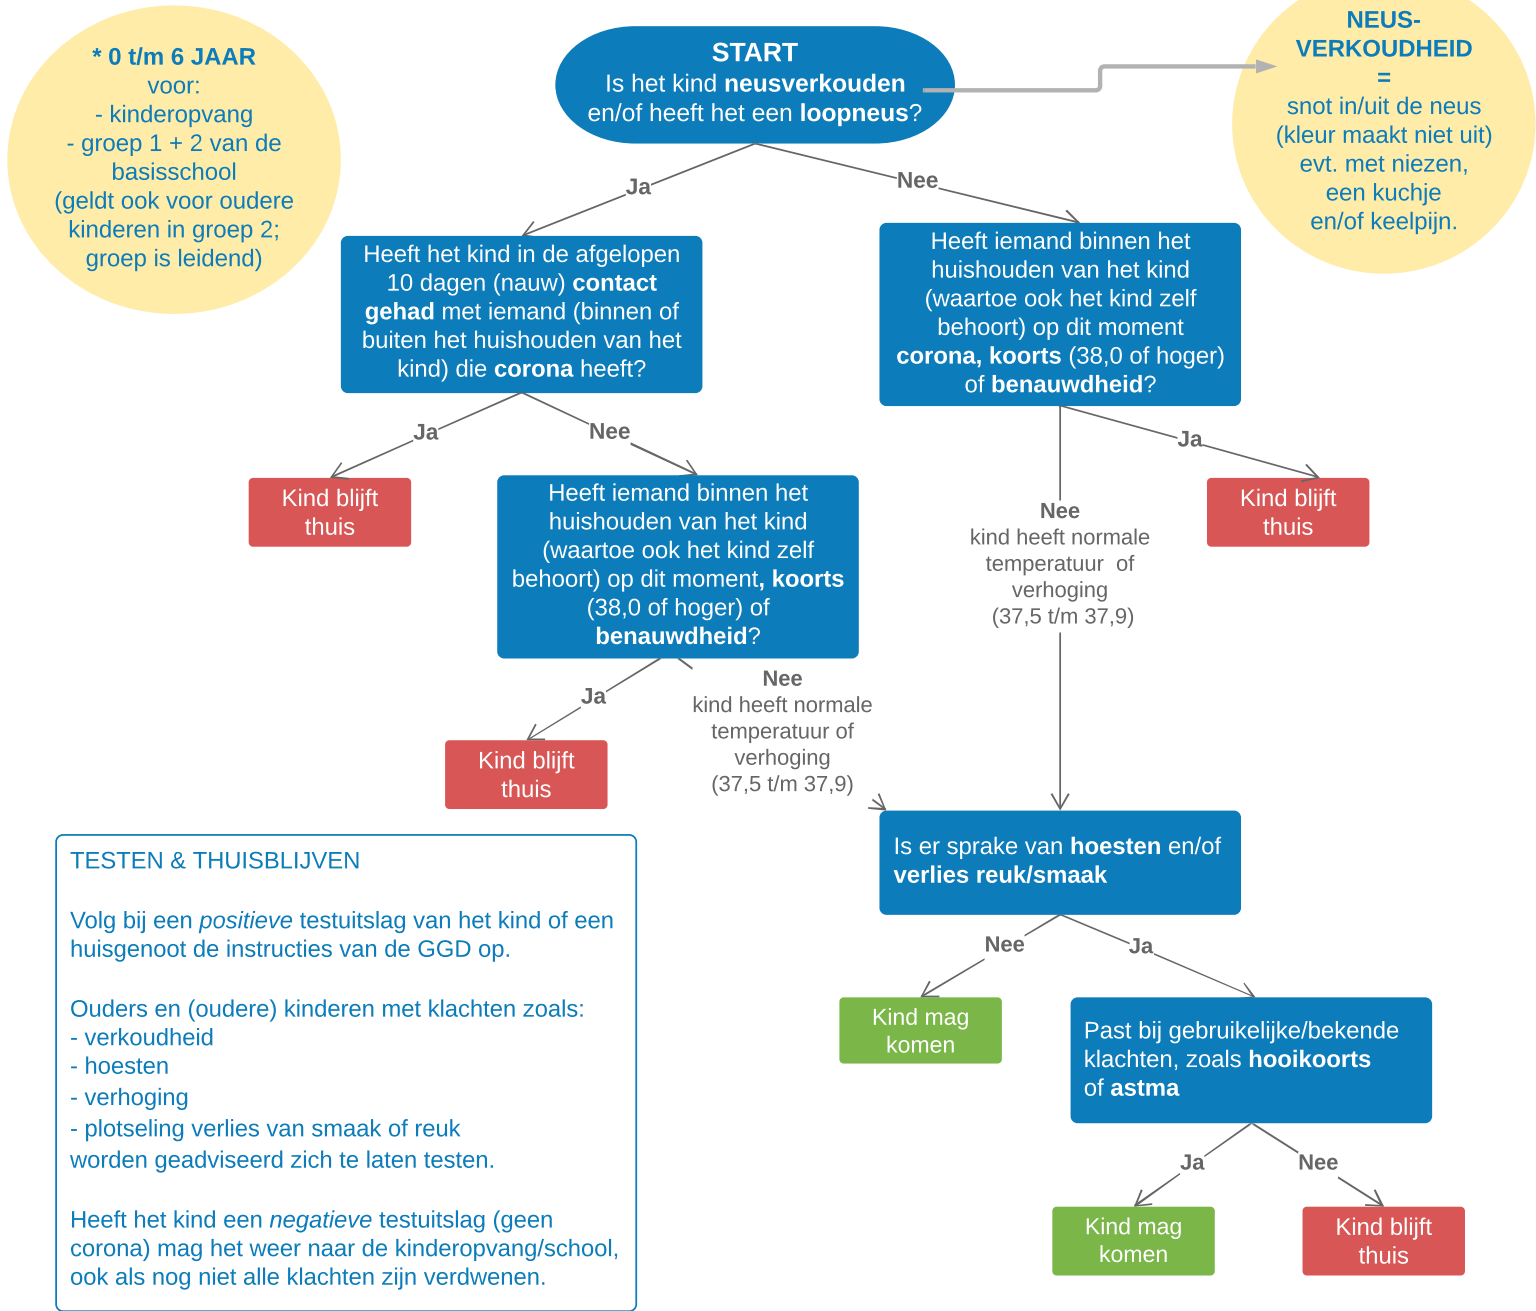 * 0 t/m 6 JAAR
voor:
- kinderopvang
- groep 1 + 2 van de
basisschool
(geldt ook voor oudere
kinderen in groep 2;
groep is leidend)
START
Is het kind neusverkouden
en/of heeft het een loopneus?
NEUS-
VERKOUDHEID
=
snot in/uit de neus
(kleur maakt niet uit)
evt. met niezen,
een kuchje
en/of keelpijn.
Ja
Nee
Heeft het kind in de afgelopen
10 dagen (nauw) contact
gehad met iemand (binnen of
buiten het huishouden van het
kind) die corona heeft?
Heeft iemand binnen het
huishouden van het kind
(waartoe ook het kind zelf
behoort) op dit moment
corona, koorts (38,0 of hoger)
of benauwdheid?
Ja
Nee
Ja
Kind blijft
thuis
Heeft iemand binnen het
huishouden van het kind
(waartoe ook het kind zelf
behoort) op dit moment, koorts
(38,0 of hoger) of
benauwdheid?
Nee
kind heeft normale
temperatuur  of
verhoging
(37,5 t/m 37,9)
Kind blijft
thuis
Ja
Nee
kind heeft normale
temperatuur of
verhoging
(37,5 t/m 37,9)
Kind blijft
thuis
Is er sprake van hoesten en/of
verlies reuk/smaak
Nee
Ja
Kind mag
komen
Past bij gebruikelijke/bekende
klachten, zoals hooikoorts
of astma
Ja
Nee
Kind mag
komen
Kind blijft
thuis
TESTEN & THUISBLIJVEN
Volg bij een positieve testuitslag van het kind of een
huisgenoot de instructies van de GGD op.
Ouders en (oudere) kinderen met klachten zoals:
- verkoudheid
- hoesten
- verhoging
- plotseling verlies van smaak of reuk
worden geadviseerd zich te laten testen.
Heeft het kind een negatieve testuitslag (geen
corona) mag het weer naar de kinderopvang/school,
ook als nog niet alle klachten zijn verdwenen.